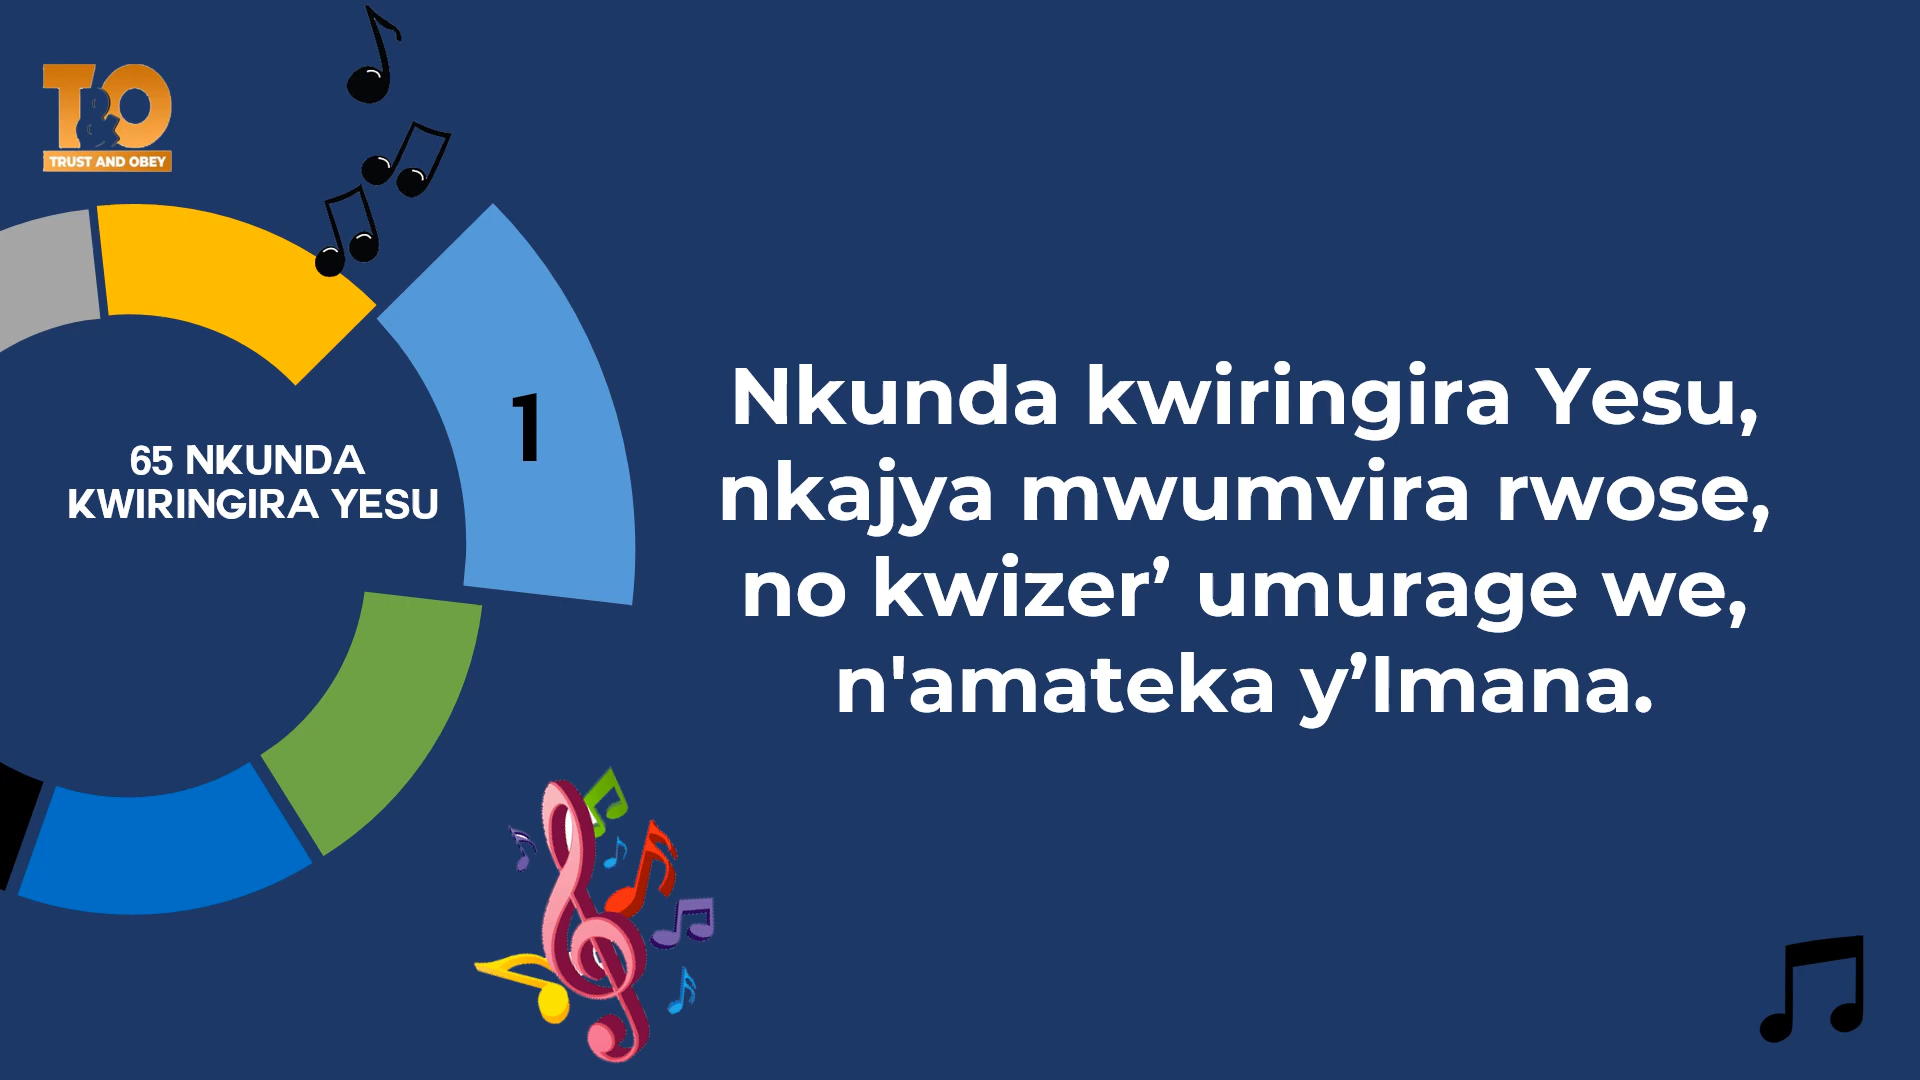 T&O
TRUST AND OBEY
65 NKUNDA
KWIRINGIRA YESU
1
Nkunda kwiringira Yesu,
nkajya mwumvira rwose,
no kwizer’ umurage we,
n'amateka y’Imana.